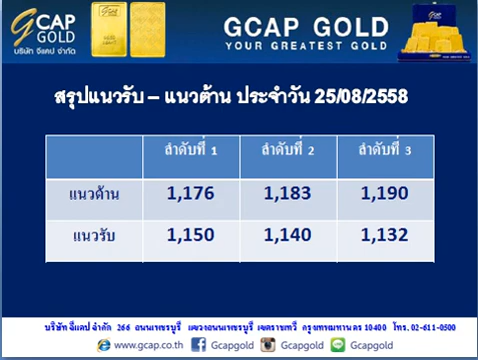 GCAP
GOLD
บริษัท จีแคป จำกัด
GCAP GOLD
YOUR GREATEST GOLD
สรุปแนวรับ – แนวต้าน ประจำวัน 25/08/2558
ลำดับที่ 1 ลำดับที่ 2 ลำดับที่ 3
แนวต้าน 1,176 1,183 1,190
แนวรับ 1,150 1,140 1,132
บริษัท จีแคป จำกัด 266 ถนนเพชรบุรี แขวงถนนเพชรบุรี เขตราชเทวี กรุงเทพมหานคร 10400 โทร. 02-611-0500
www.gcap.co.th Gcapgold Gcapgold Gcapgold